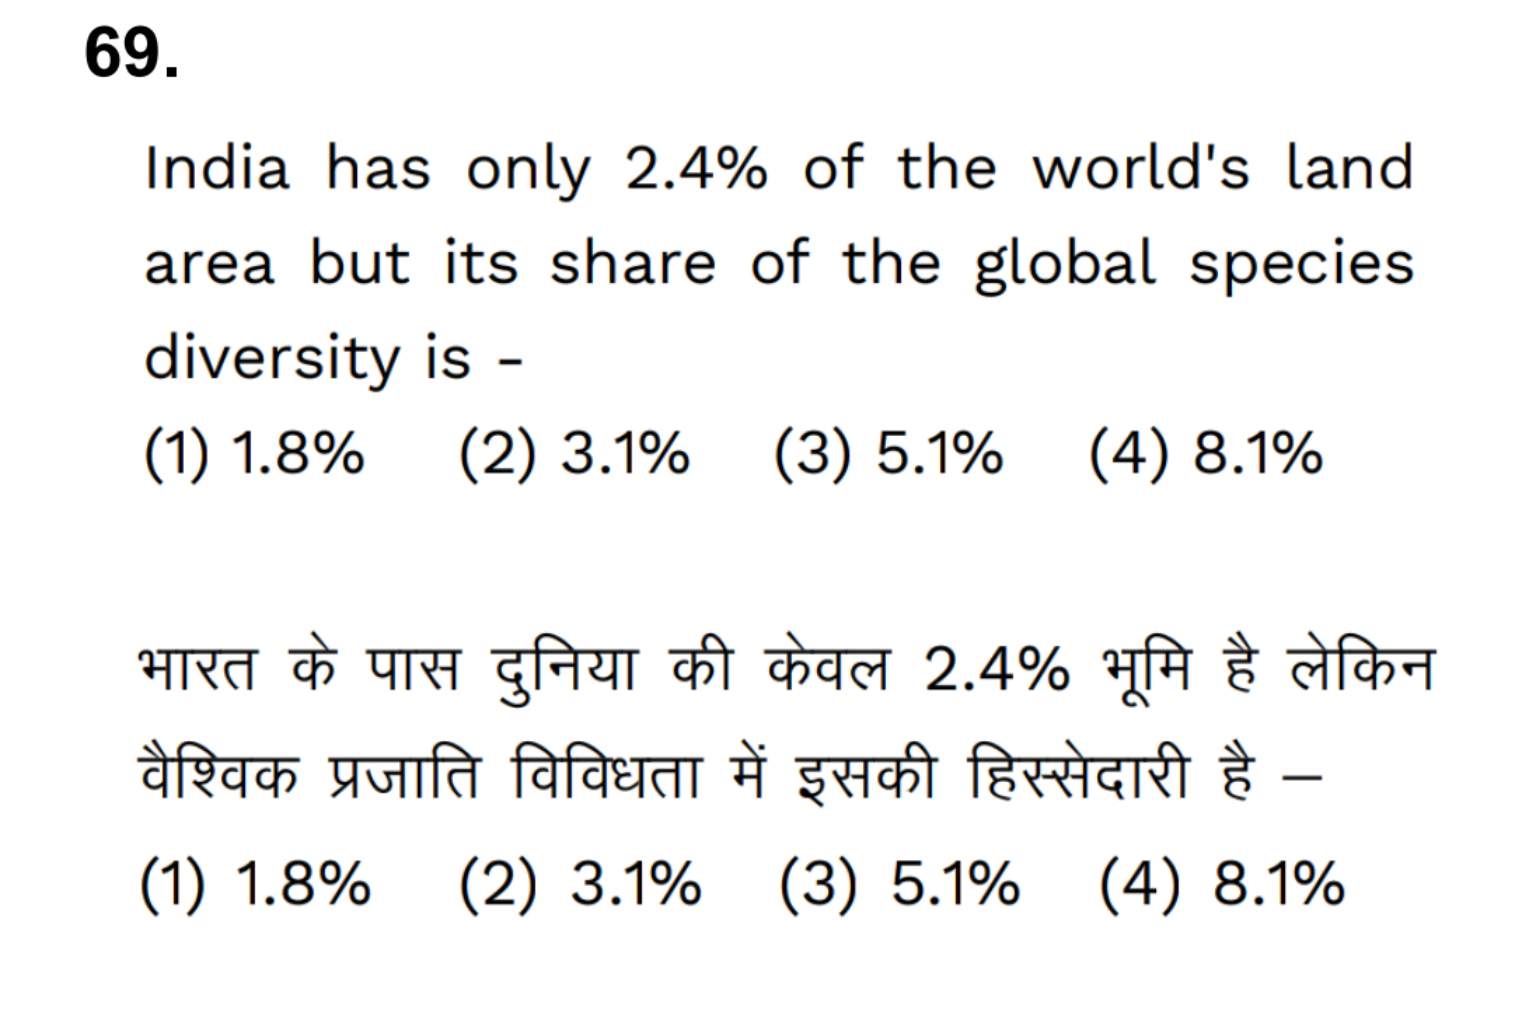 69.
India has only 2.4% of the world's land
area but its share of the global species
diversity is -
(1) 1.8% (2) 3.1% (3) 5.1% (4) 8.1%
भारत के पास दुनिया की केवल 2.4% भूमि है लेकिन
वैश्विक प्रजाति विविधता में इसकी हिस्सेदारी है –
(1) 1.8% (2) 3.1% (3) 5.1% (4) 8.1%